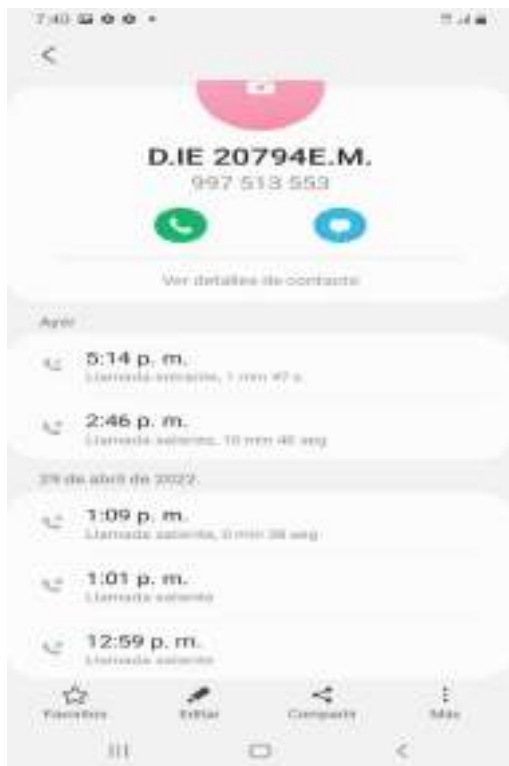 7:40
D.IE 20794E.M.
997 513 553
Ver detalles de contacto
Ayer
5:14 p. m.
Llamada entrante, 1 min 47 s
2:46 p. m.
Llamada saliente, 10 min 46 seg
29 de abril de 2022
1:09 p. m.
Llamada saliente, 0 min 38 seg
1:01 p. m.
Llamada saliente
12:59 p. m.
Llamada saliente
Favoritos
Editar
Compartir
Más